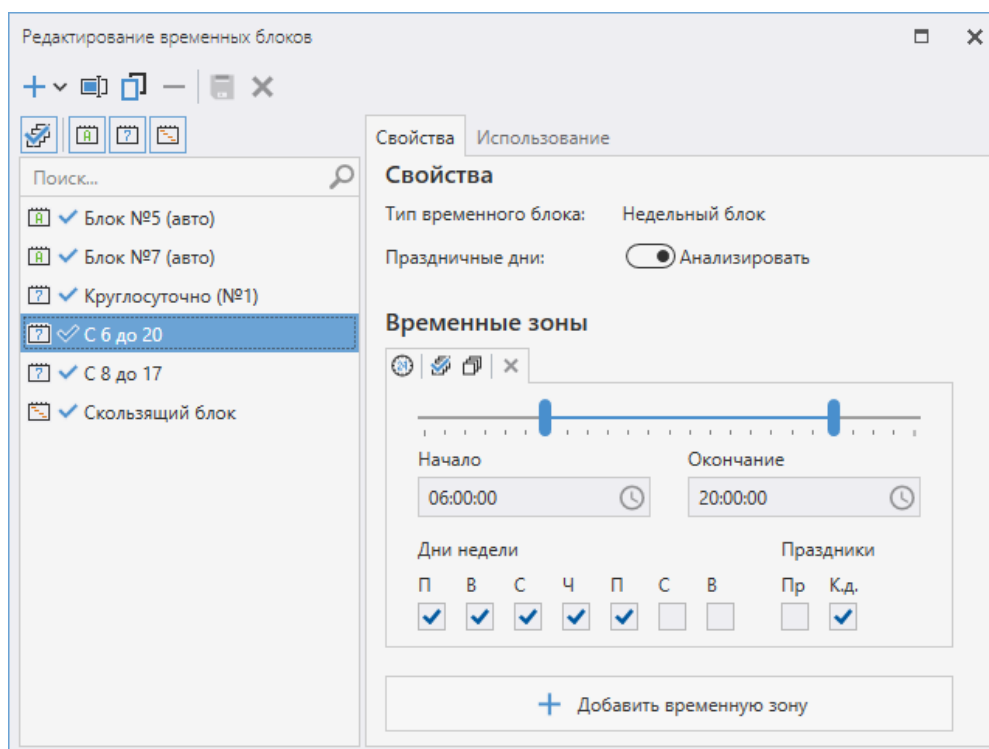 Редактирование временных блоков
Свойства Использование
Поиск...
Блок №5 (авто)
Блок №7 (авто)
Круглосуточно (№1)
С 6 до 20
С 8 до 17
Скользящий блок
Свойства
Тип временного блока: Недельный блок
Праздничные дни: Анализировать
Временные зоны
Начало Окончание
06:00:00 20:00:00
Дни недели Праздники
П В С Ч П С В Пр К.д.
Добавить временную зону